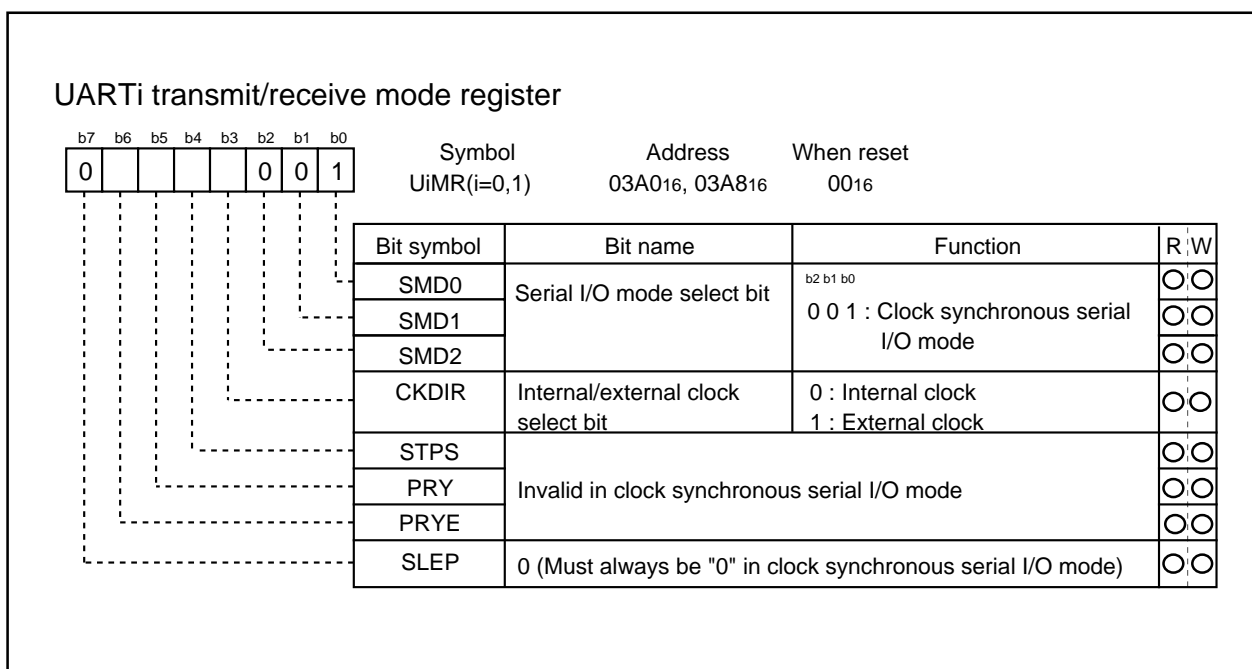 UARTi transmit/receive mode register
b7 b6 b5 b4 b3 b2 b1 b0
0 0 0 1
Symbol Address When reset
UiMR(i=0,1) 03A016, 03A816 0016
Bit symbol Bit name Function R W
SMD0 Serial I/O mode select bit b2 b1 b0
SMD1 0 0 1 : Clock synchronous serial
SMD2 I/O mode
CKDIR Internal/external clock 0 : Internal clock
select bit 1 : External clock
STPS
PRY Invalid in clock synchronous serial I/O mode
PRYE
SLEP 0 (Must always be "0" in clock synchronous serial I/O mode)